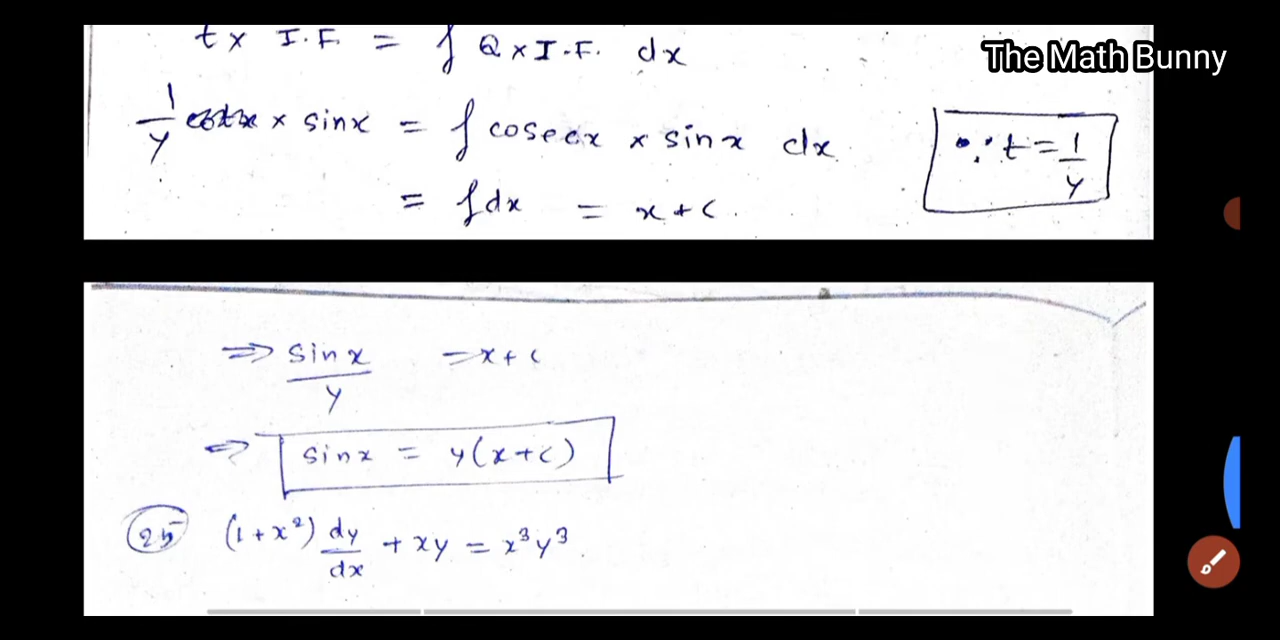 t x I.F. = ∫ Q x I.F. dx
The Math Bunny
1/y x sinx = ∫ cosecx x sinx dx
∵ t = 1/y
= ∫dx = x + c.
⇒ sinx/y = x + c
⇒ sinx = y(x+c)
25 (1+x²) dy/dx + xy = x³y³